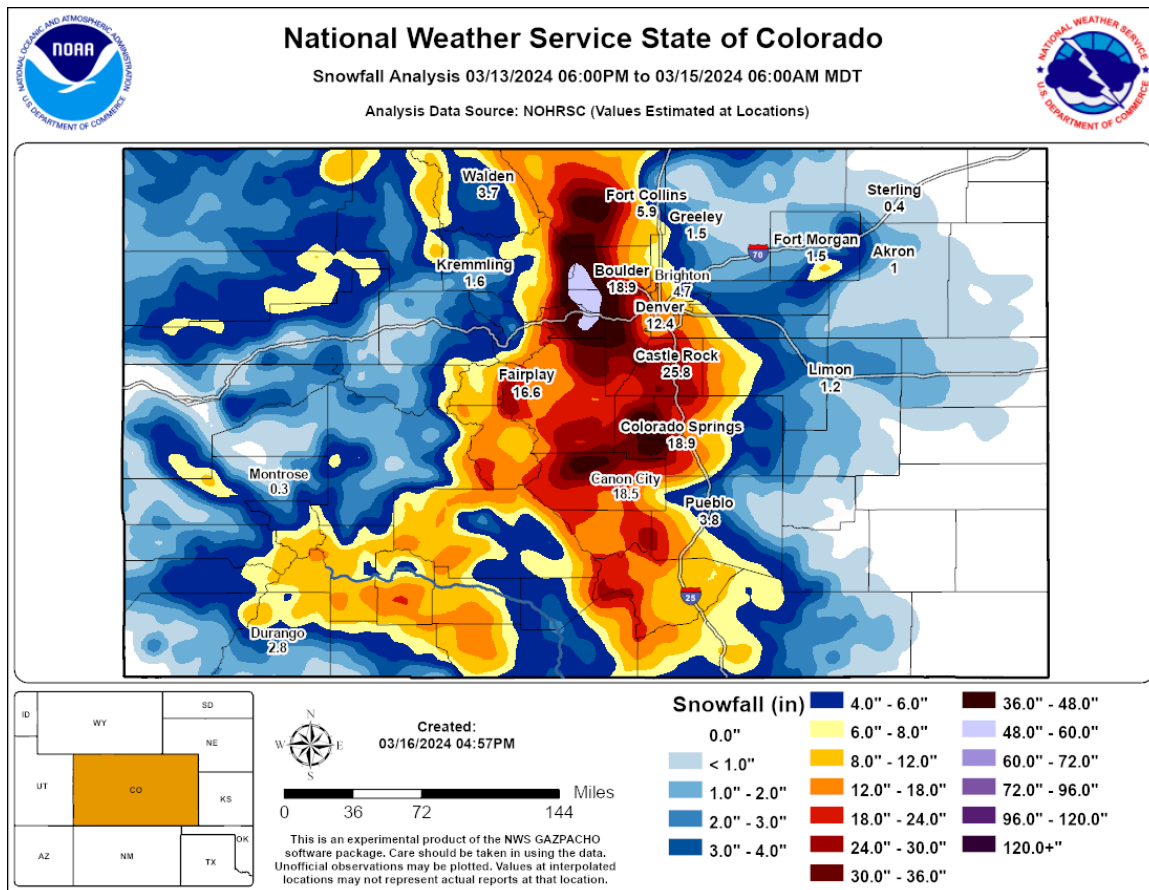 National Weather Service State of Colorado
Snowfall Analysis 03/13/2024 06:00PM to 03/15/2024 06:00AM MDT
Analysis Data Source: NOHRSC (Values Estimated at Locations)
NATIONAL OCEANIC AND ATMOSPHERIC ADMINISTRATION
NOAA
U.S. DEPARTMENT OF COMMERCE
NATIONAL WEATHER SERVICE
U.S. DEPARTMENT OF COMMERCE
Walden
3.7
Fort Collins
5.9
Sterling
0.4
Greeley
1.5
Fort Morgan
1.5
Akron
1
70
Kremmling
1.6
Boulder
18.9
Brighton
4.7
Denver
12.4
Castle Rock
25.8
Limon
1.2
Fairplay
16.6
Colorado Springs
18.9
Montrose
0.3
Canon City
18.5
Pueblo
3.8
25
Durango
2.8
ID
WY
SD
NE
UT
CO
KS
AZ
NM
OK
TX
N
W
E
S
Created:
03/16/2024 04:57PM
0
36
72
144
Miles
This is an experimental product of the NWS GAZPACHO
software package. Care should be taken in using the data.
Unofficial observations may be plotted. Values at interpolated
locations may not represent actual reports at that location.
Snowfall (in)
0.0"
< 1.0"
1.0" - 2.0"
2.0" - 3.0"
3.0" - 4.0"
4.0" - 6.0"
6.0" - 8.0"
8.0" - 12.0"
12.0" - 18.0"
18.0" - 24.0"
24.0" - 30.0"
30.0" - 36.0"
36.0" - 48.0"
48.0" - 60.0"
60.0" - 72.0"
72.0" - 96.0"
96.0" - 120.0"
120.0+"